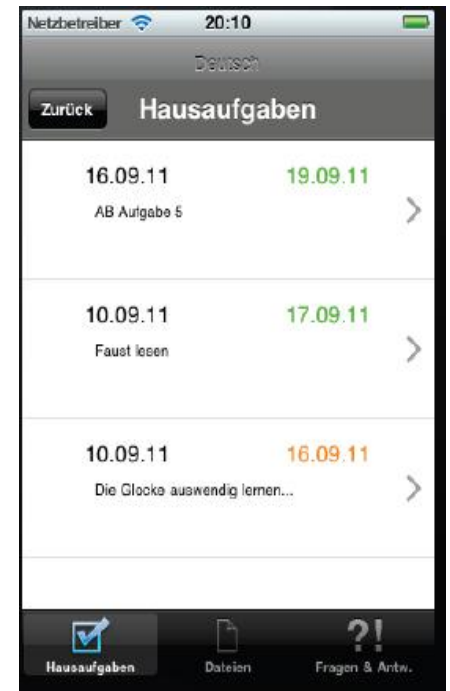 Netzbetreiber 20:10
Deutsch
Zurück Hausaufgaben
16.09.11 19.09.11
AB Aufgabe 5
10.09.11 17.09.11
Faust lesen
10.09.11 16.09.11
Die Glocke auswendig lernen...
Hausaufgaben Dateien ?! Fragen & Antw.